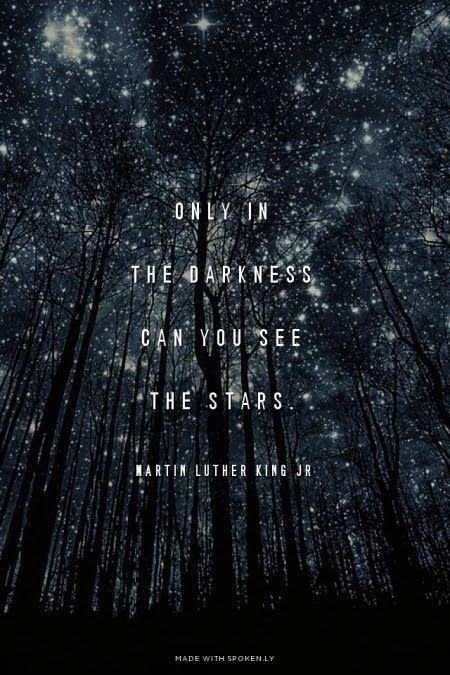 ONLY IN
THE DARKNESS
CAN YOU SEE
THE STARS.
MARTIN LUTHER KING JR
MADE WITH SPOKEN.LY